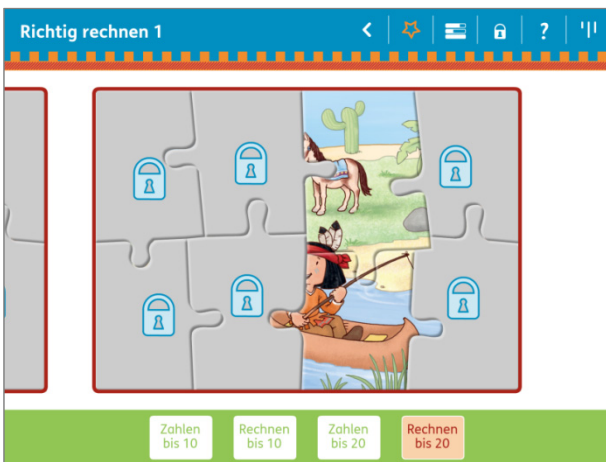 Richtig rechnen 1
?
Zahlen
bis 10
Rechnen
bis 10
Zahlen
bis 20
Rechnen
bis 20